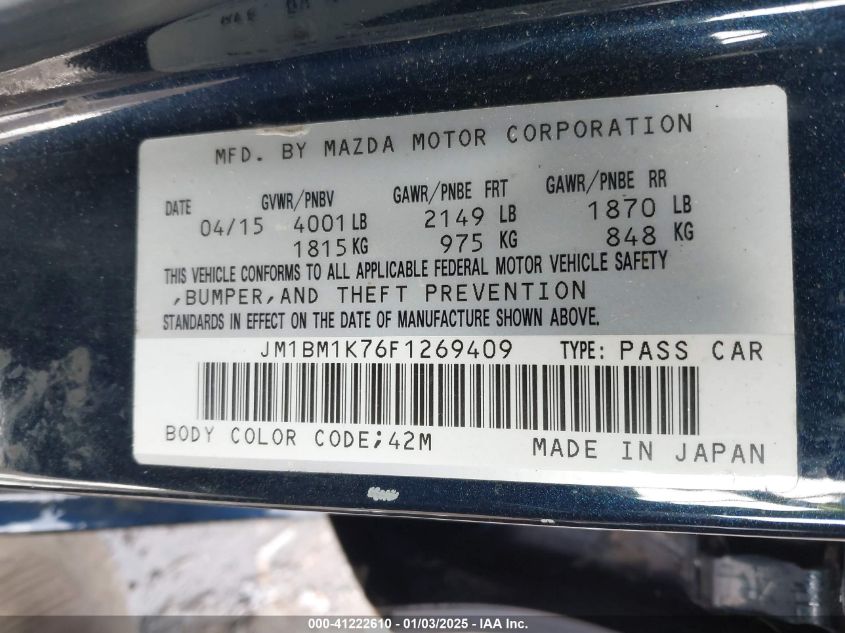 MFD. BY MAZDA MOTOR CORPORATION
DATE GVWR/PNBV GAWR/PNBE FRT GAWR/PNBE RR
04/15 4001 LB 2149 LB 1870 LB
1815 KG 975 KG 848 KG
THIS VEHICLE CONFORMS TO ALL APPLICABLE FEDERAL MOTOR VEHICLE SAFETY
,BUMPER,AND THEFT PREVENTION
STANDARDS IN EFFECT ON THE DATE OF MANUFACTURE SHOWN ABOVE.
JM1BM1K76F1269409 TYPE: PASS CAR
BODY COLOR CODE;42M MADE IN JAPAN
000-41222610 - 01/03/2025 - IAA Inc.